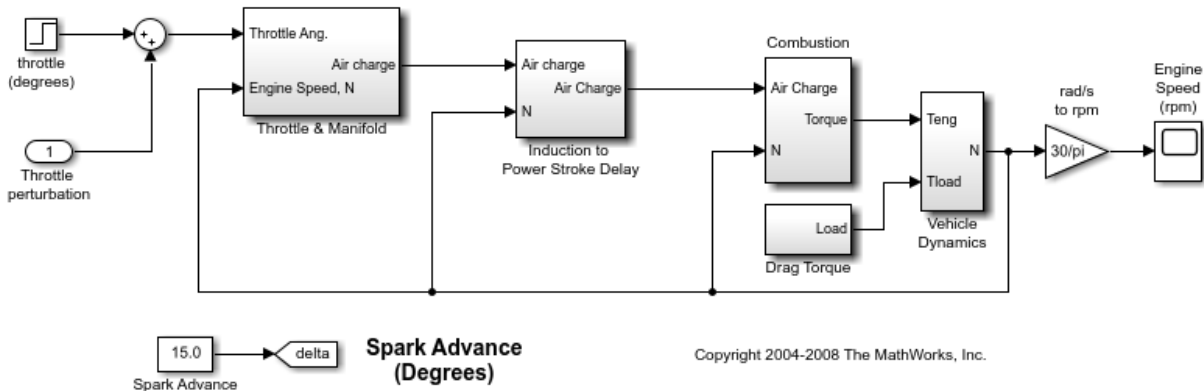 throttle
(degrees)
++
1
Throttle
perturbation
Throttle Ang.
Air charge
Engine Speed, N
Throttle & Manifold
Air charge
Air Charge
N
Induction to
Power Stroke Delay
Combustion
Air Charge
Torque
N
Load
Drag Torque
Teng
N
Tload
Vehicle
Dynamics
rad/s
to rpm
30/pi
Engine
Speed
(rpm)
15.0
Spark Advance
delta
Spark Advance
(Degrees)
Copyright 2004-2008 The MathWorks, Inc.